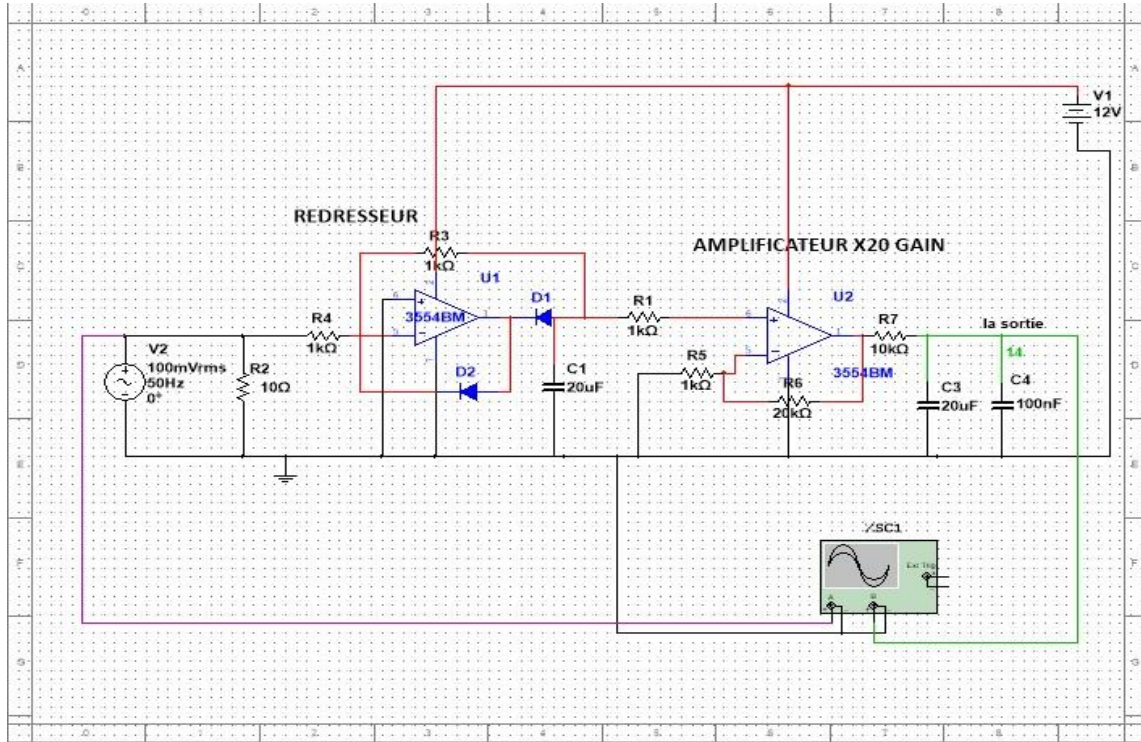 V1
12V
REDRESSEUR
R3
1kΩ
AMPLIFICATEUR X20 GAIN
U1
3554BM
D1
R1
1kΩ
U2
3554BM
R7
10kΩ
la sortie
14
R4
1kΩ
V2
100mVrms
50Hz
0°
R2
10Ω
D2
C1
20uF
R5
1kΩ
R6
20kΩ
C3
20uF
C4
100nF
XSC1
Ext Trig
A
B